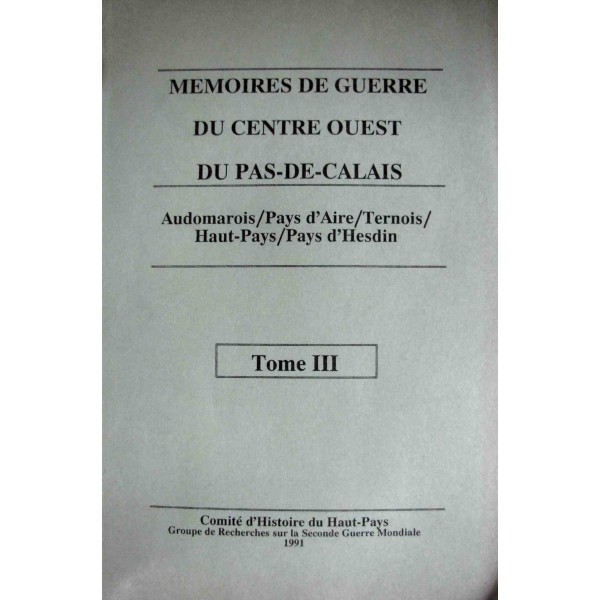 MEMOIRES DE GUERRE
DU CENTRE OUEST
DU PAS-DE-CALAIS
Audomarois/Pays d'Aire/Ternois/
Haut-Pays/Pays d'Hesdin
Tome III
Comité d'Histoire du Haut-Pays
Groupe de Recherches sur la Seconde Guerre Mondiale
1991